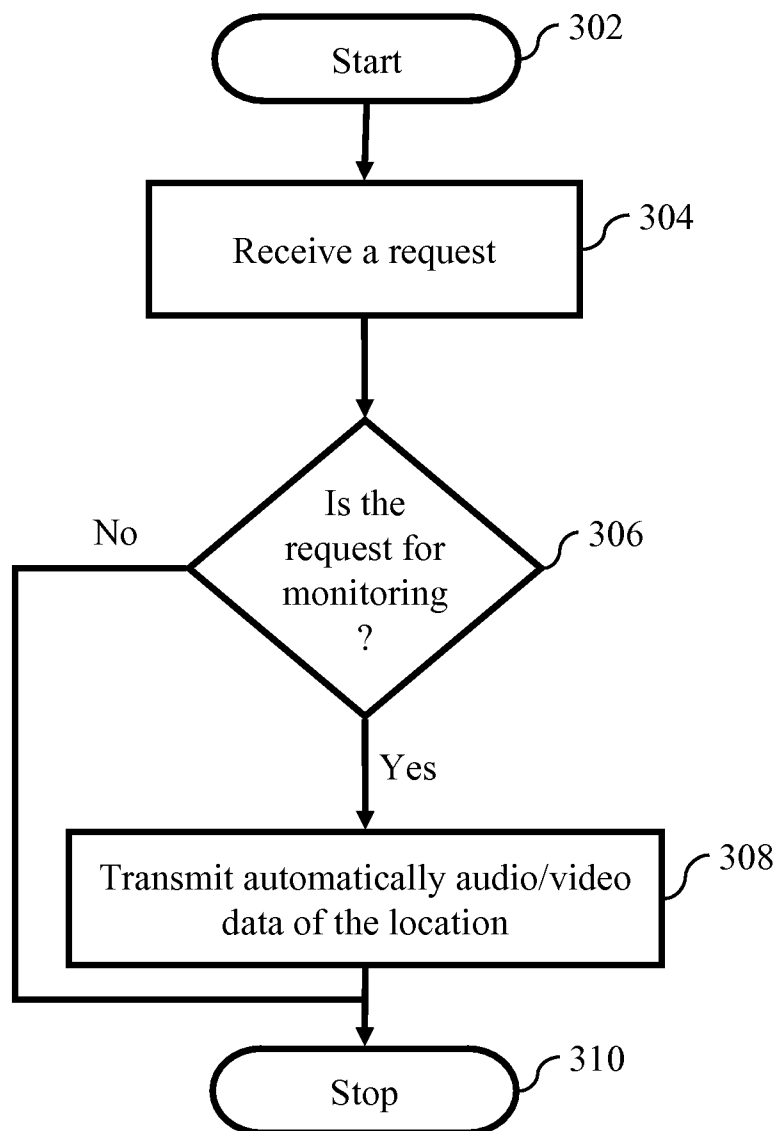 302
Start
304
Receive a request
Is the
request for
monitoring
?
No
306
Yes
308
Transmit automatically audio/video
data of the location
310
Stop